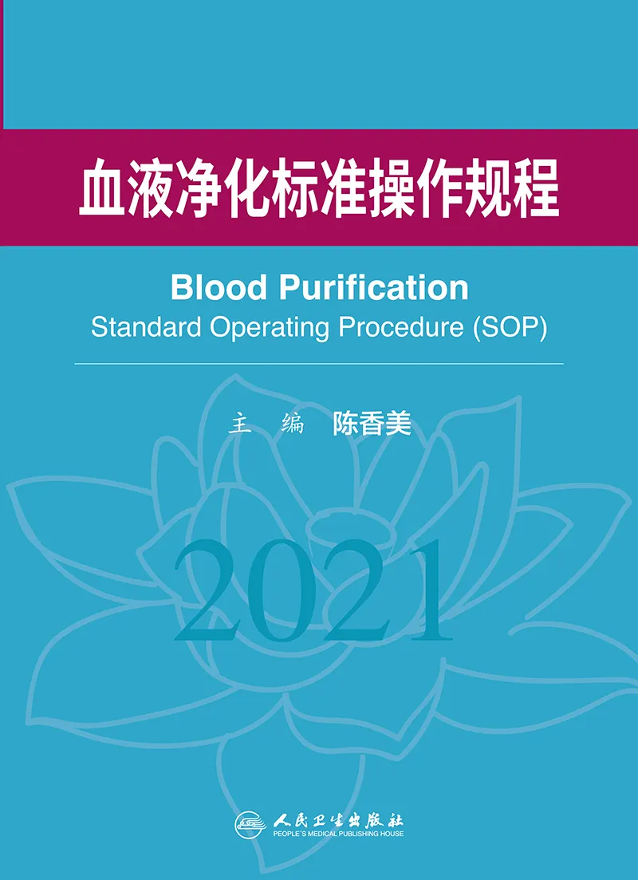 血液净化标准操作规程
Blood Purification
Standard Operating Procedure (SOP)
主 编 陈香美
2021
人民卫生出版社
PEOPLE'S MEDICAL PUBLISHING HOUSE